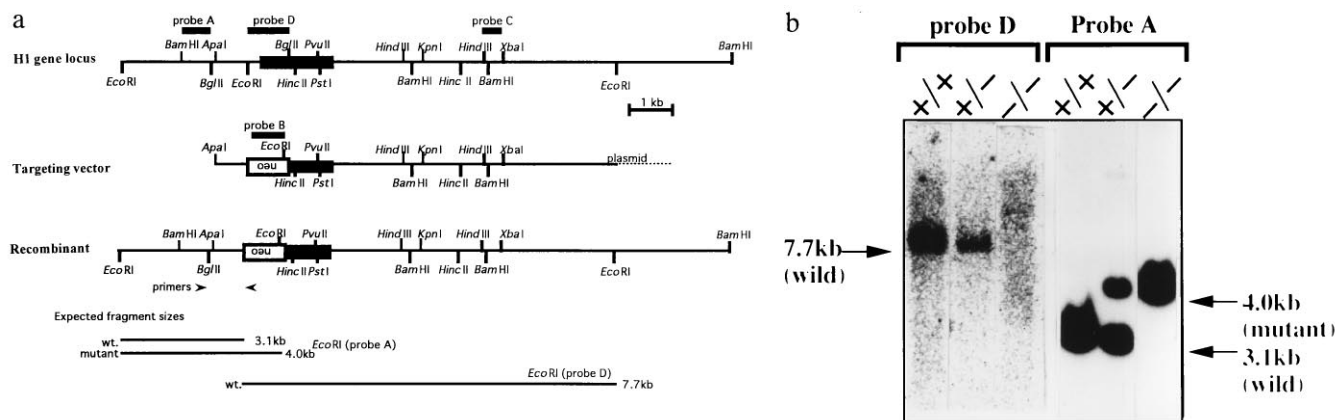 a
probe A
probe D
probe C
BamHI ApaI BglII PvuII HindIII KpnI HindIII XbaI BamHI
H1 gene locus
EcoRI BglII EcoRI HincII PstI BamHI HincII BamHI EcoRI
1 kb
probe B
ApaI EcoRI PvuII HindIII KpnI HindIII XbaI
Targeting vector
neo
plasmid
HincII PstI BamHI HincII BamHI
BamHI ApaI EcoRI PvuII HindIII KpnI HindIII XbaI BamHI
Recombinant
neo
EcoRI BglII HincII PstI BamHI HincII BamHI EcoRI
primers
Expected fragment sizes
wt. 3.1kb
EcoRI (probe A)
mutant 4.0kb
EcoRI (probe D)
wt. 7.7kb
b
probe D Probe A
+/+ +/− −/− +/+ +/− −/−
7.7kb
(wild)
4.0kb
(mutant)
3.1kb
(wild)